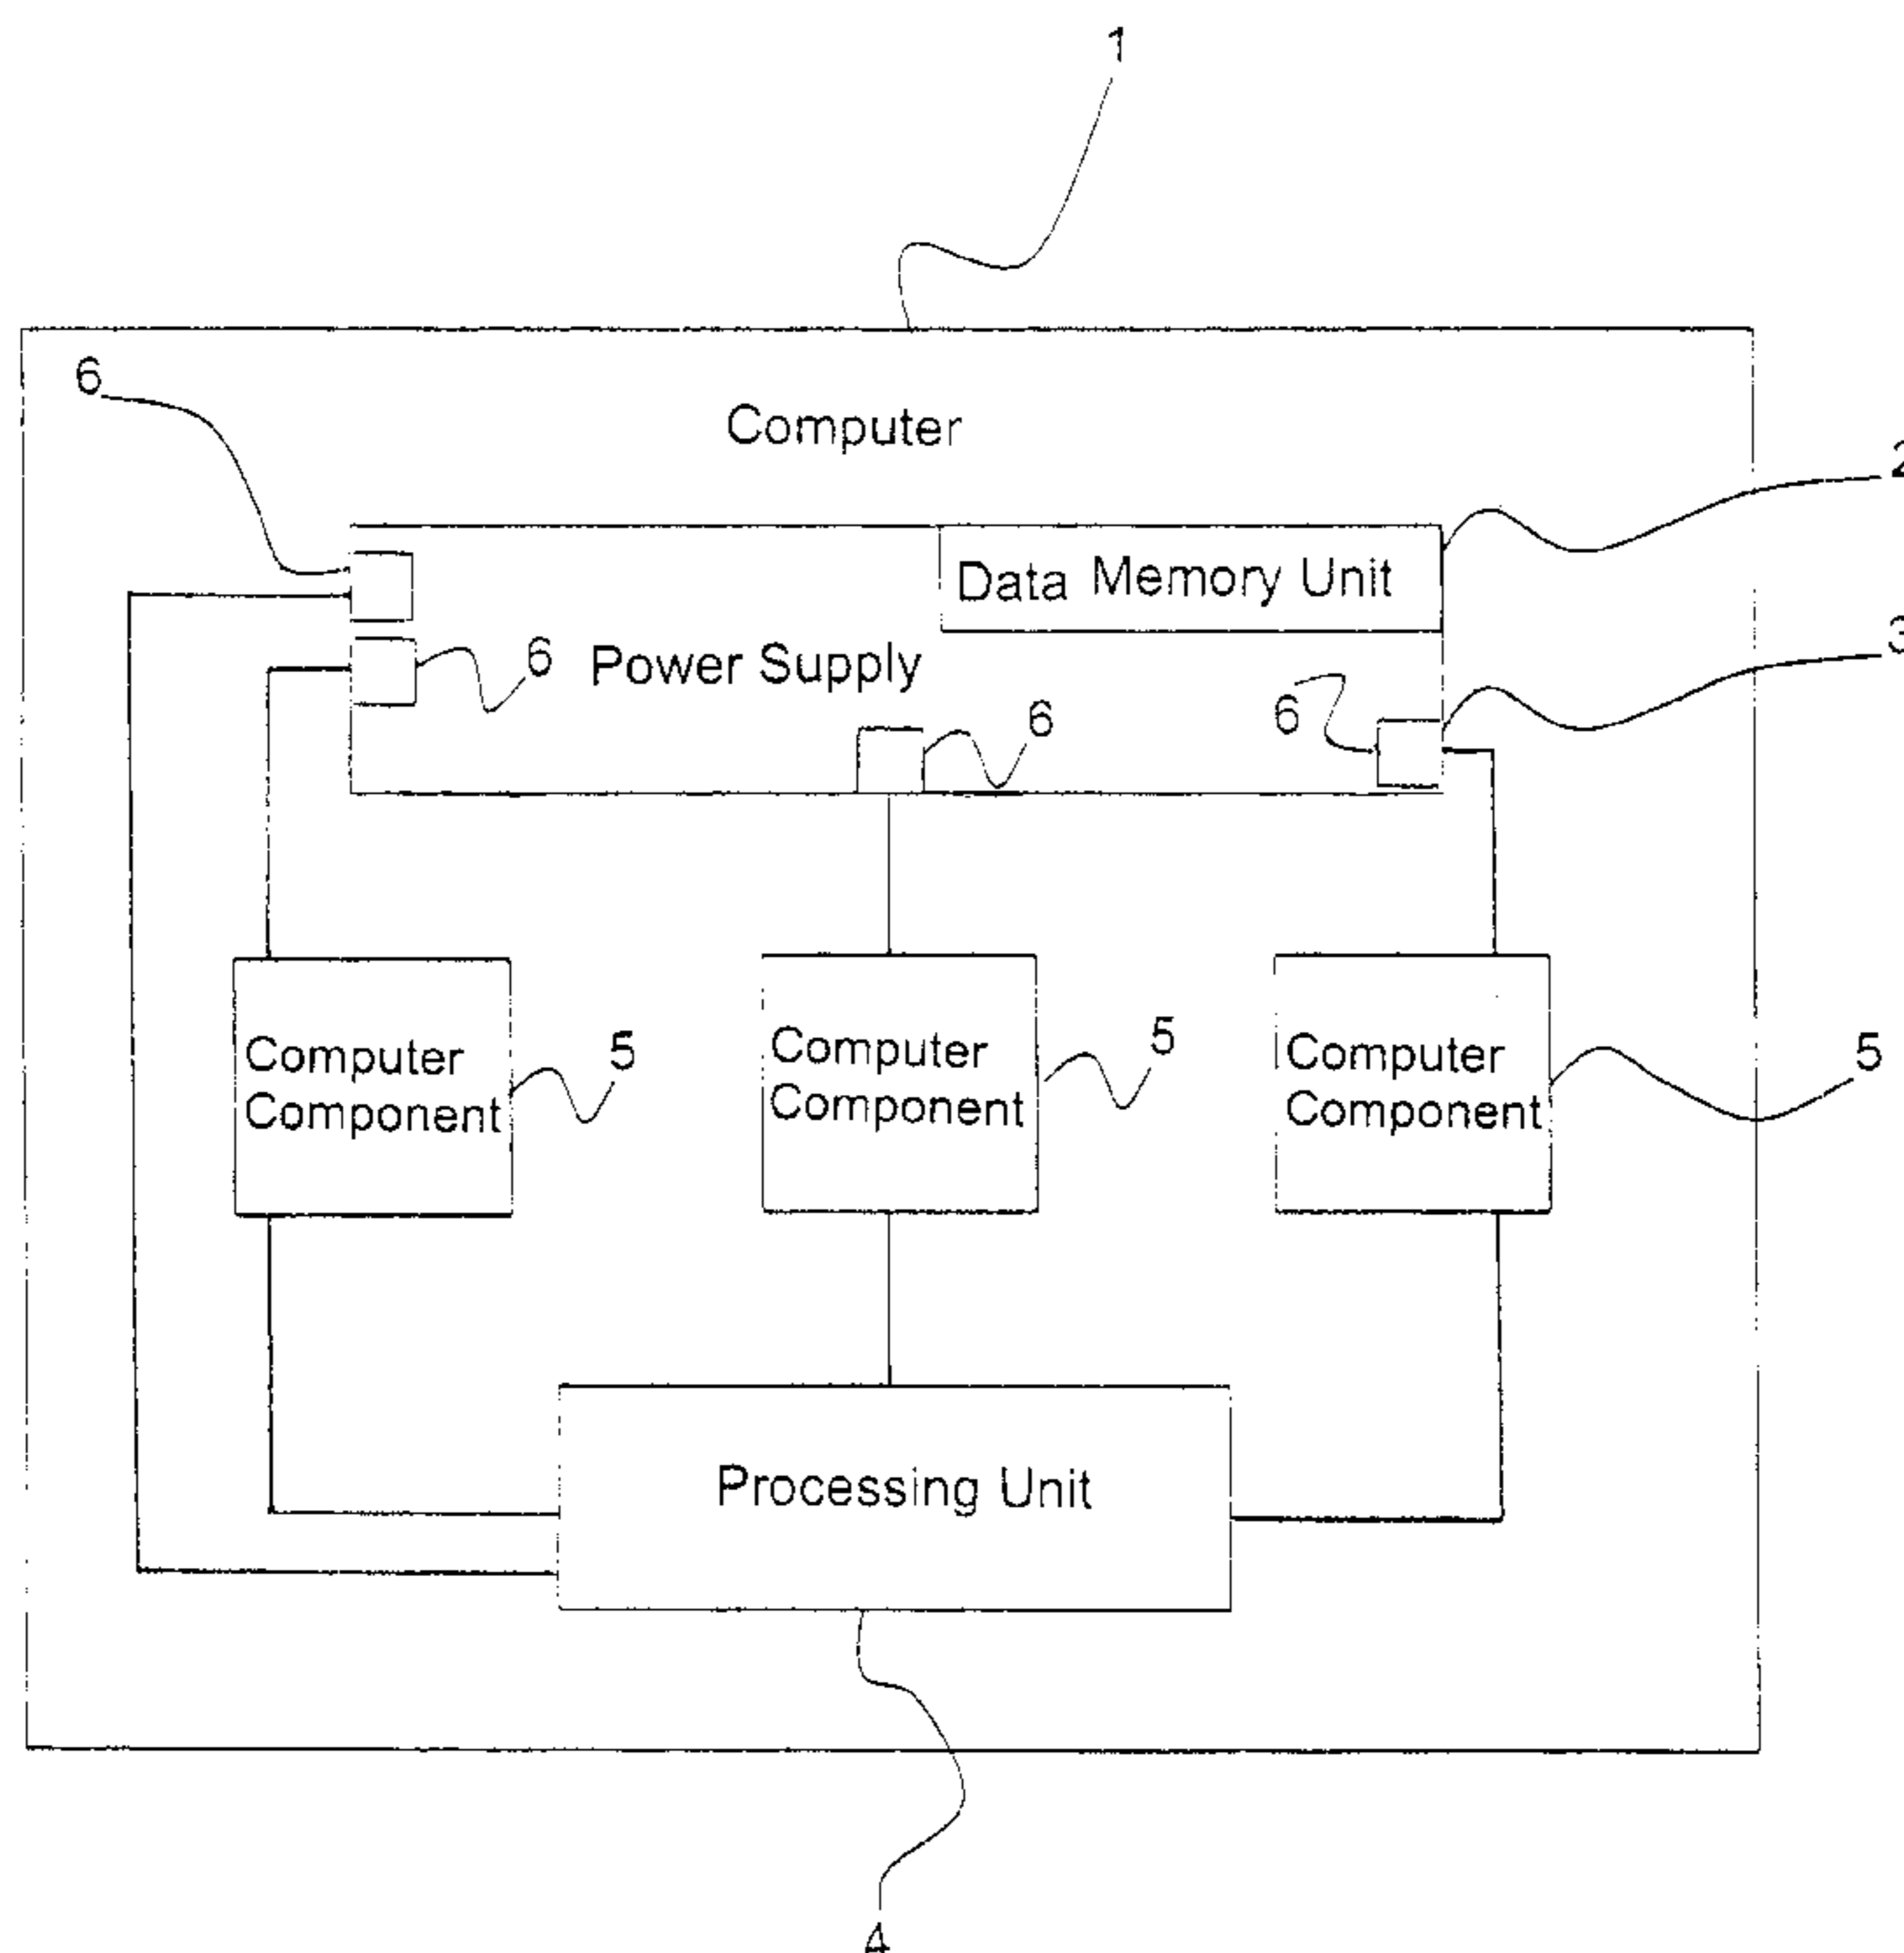 1
6
Computer
2
Data Memory Unit
3
6
Power Supply
6
6
Computer
Component
5
Computer
Component
5
Computer
Component
5
Processing Unit
4